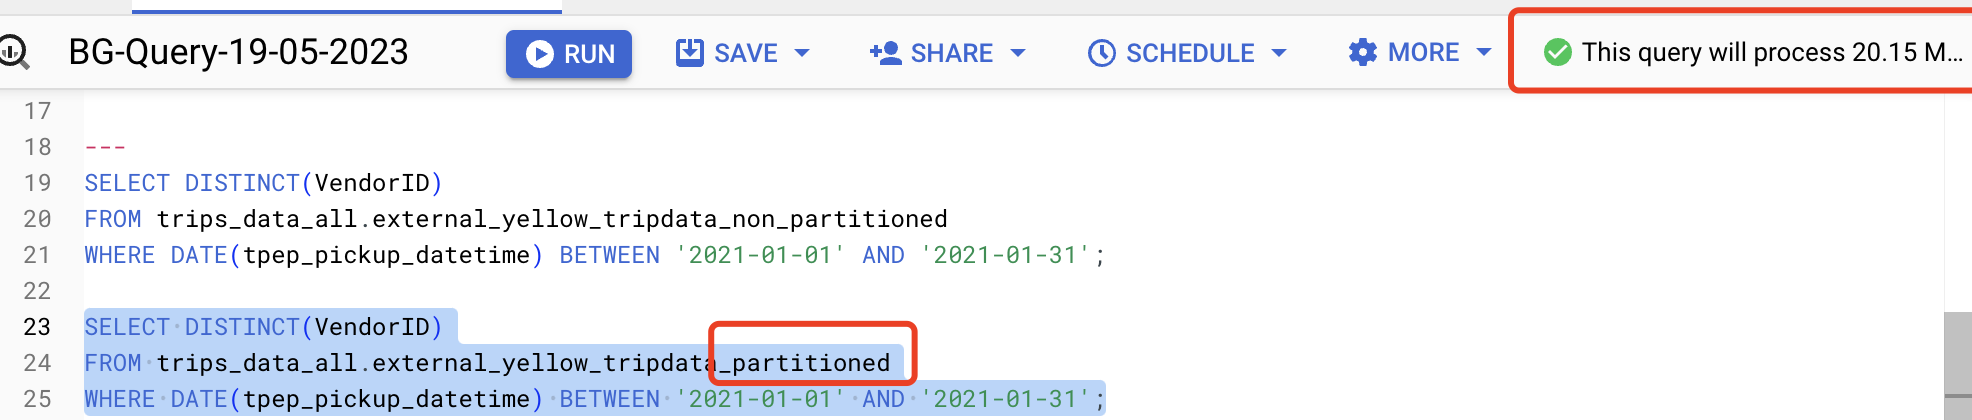 BG-Query-19-05-2023 RUN SAVE SHARE SCHEDULE MORE This query will process 20.15 M...
17
18 ---
19 SELECT DISTINCT(VendorID)
20 FROM trips_data_all.external_yellow_tripdata_non_partitioned
21 WHERE DATE(tpep_pickup_datetime) BETWEEN '2021-01-01' AND '2021-01-31';
22
23 SELECT DISTINCT(VendorID)
24 FROM trips_data_all.external_yellow_tripdata_partitioned
25 WHERE DATE(tpep_pickup_datetime) BETWEEN '2021-01-01' AND '2021-01-31';